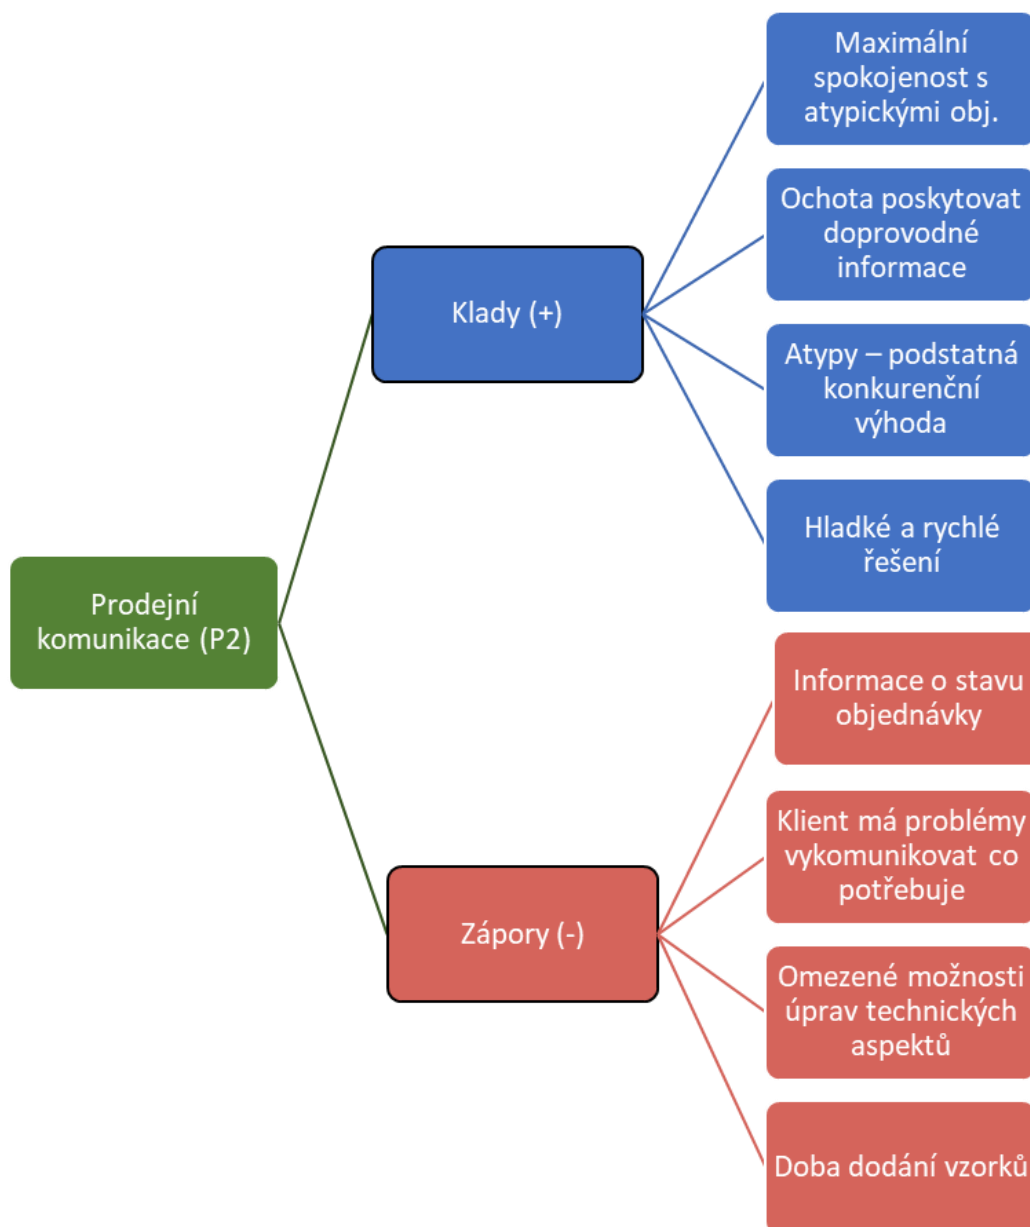 Maximální
spokojenost s
atypickými obj.
Ochota poskytovat
doprovodné
informace
Klady (+)
Atypy – podstatná
konkurenční
výhoda
Hladké a rychlé
řešení
Prodejní
komunikace (P2)
Informace o stavu
objednávky
Klient má problémy
vykomunikovat co
potřebuje
Zápory (-)
Omezené možnosti
úprav technických
aspektů
Doba dodání vzorků